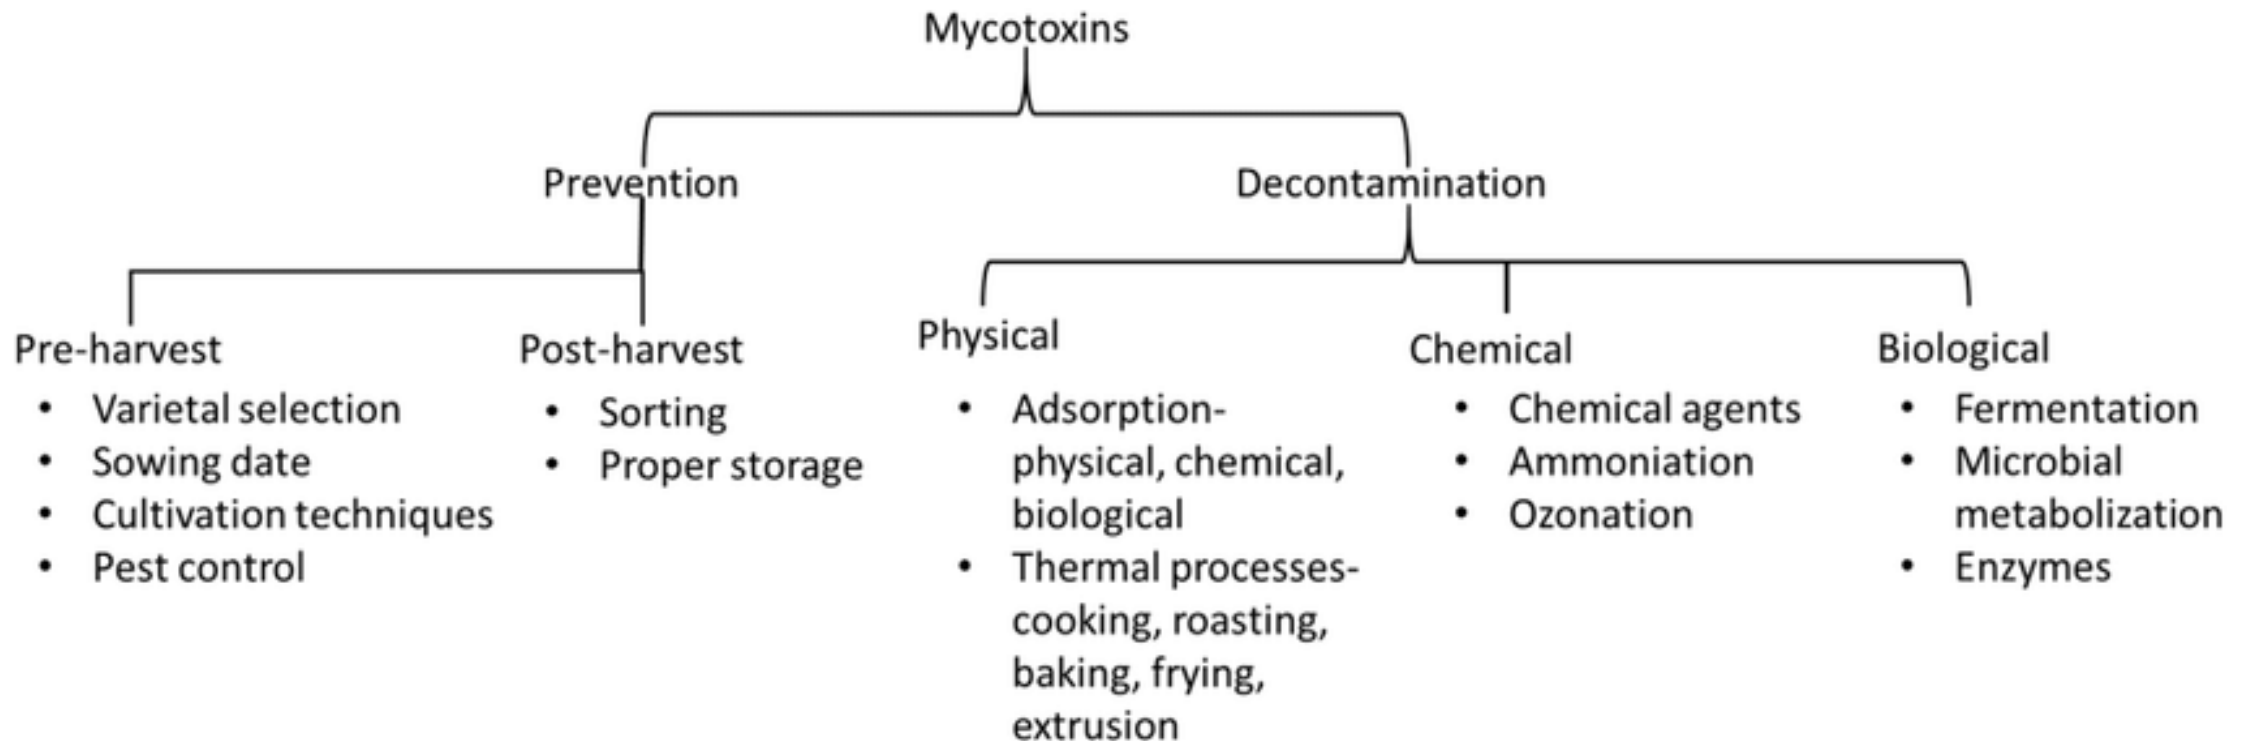 Mycotoxins
Prevention
Decontamination
Pre-harvest
• Varietal selection
• Sowing date
• Cultivation techniques
• Pest control
Post-harvest
• Sorting
• Proper storage
Physical
• Adsorption-
physical, chemical,
biological
• Thermal processes-
cooking, roasting,
baking, frying,
extrusion
Chemical
• Chemical agents
• Ammoniation
• Ozonation
Biological
• Fermentation
• Microbial
metabolization
• Enzymes